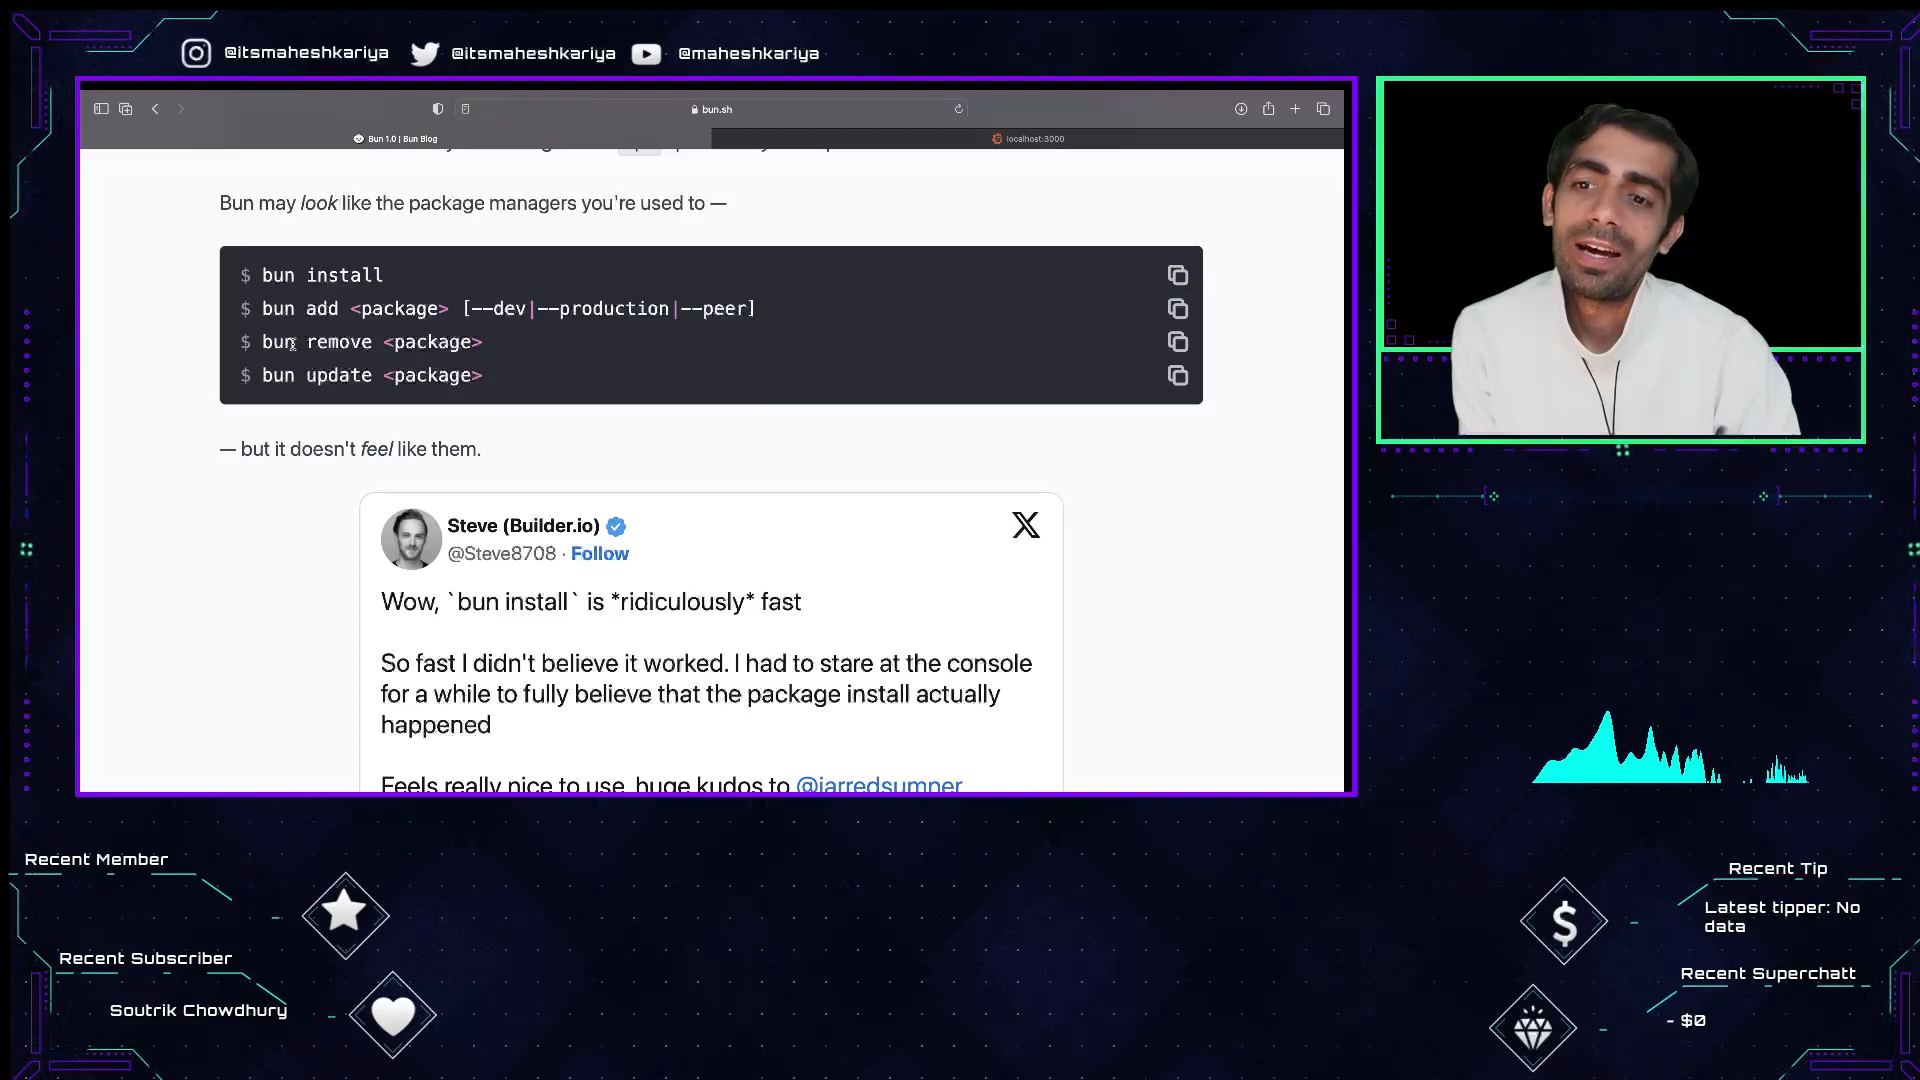 @itsmaheshkariya @itsmaheshkariya @maheshkariya
bun.sh
Bun 1.0 | Bun Blog
localhost:3000
Bun may look like the package managers you're used to —
$ bun install
$ bun add <package> [--dev|--production|--peer]
$ bun remove <package>
$ bun update <package>
— but it doesn't feel like them.
Steve (Builder.io)
@Steve8708 · Follow
Wow, `bun install` is *ridiculously* fast
So fast I didn't believe it worked. I had to stare at the console
for a while to fully believe that the package install actually
happened
Feels really nice to use, huge kudos to @jarredsumner
Recent Member
Recent Subscriber
Soutrik Chowdhury
Recent Tip
Latest tipper: No
data
Recent Superchatt
- $0